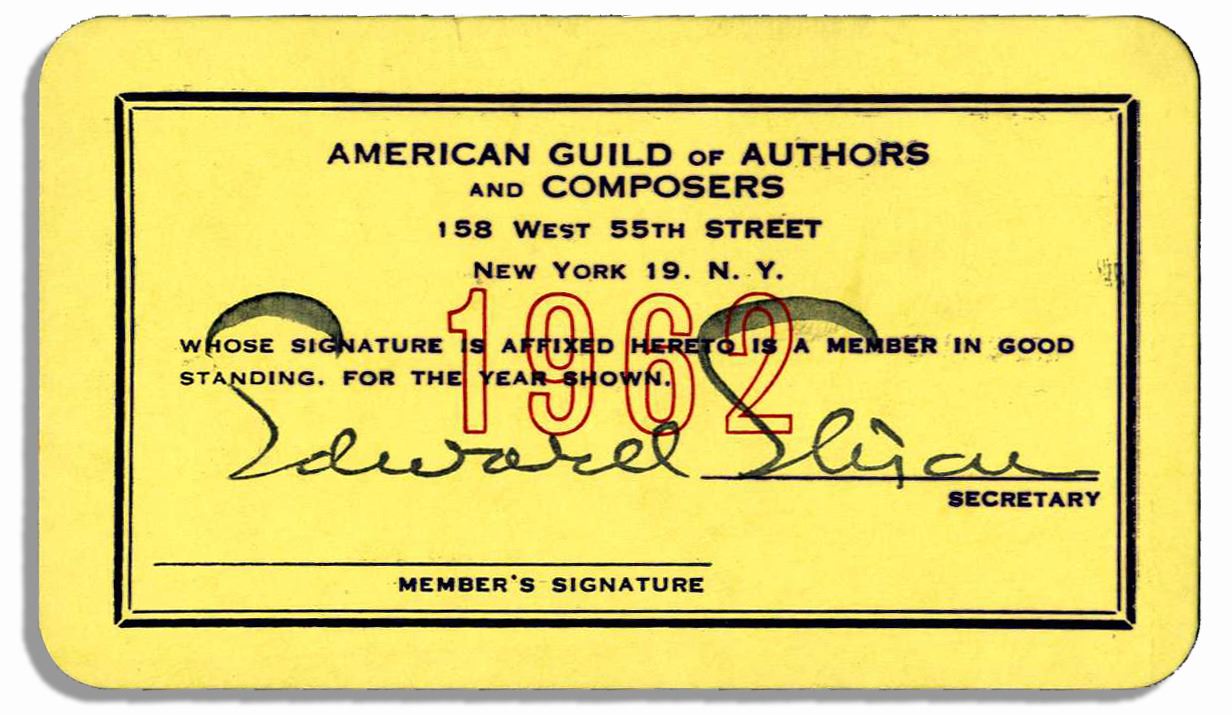 AMERICAN GUILD OF AUTHORS
AND COMPOSERS
158 WEST 55TH STREET
NEW YORK 19. N. Y.
1962
WHOSE SIGNATURE IS AFFIXED HERETO IS A MEMBER IN GOOD
STANDING. FOR THE YEAR SHOWN.
Edward
SECRETARY
MEMBER'S SIGNATURE